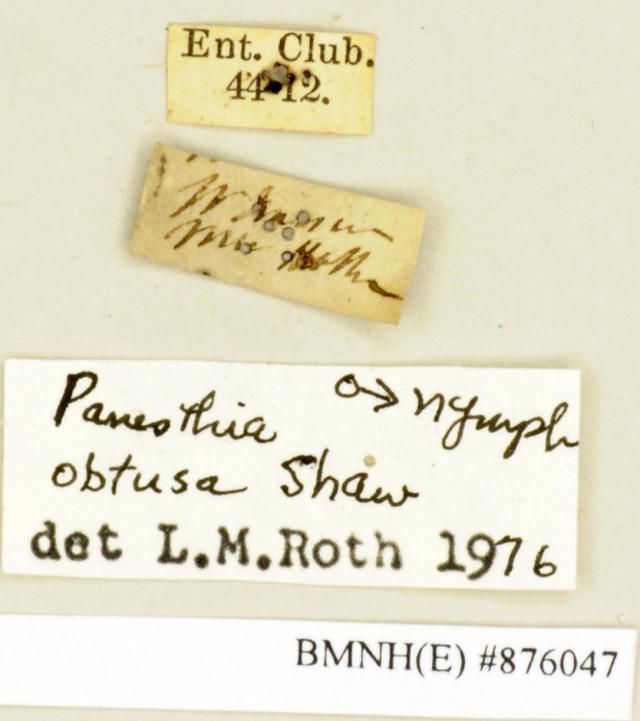 Ent. Club.
44 12.
Panesthia ♂ nymph
obtusa Shaw
det L.M.Roth 1976
BMNH(E) #876047